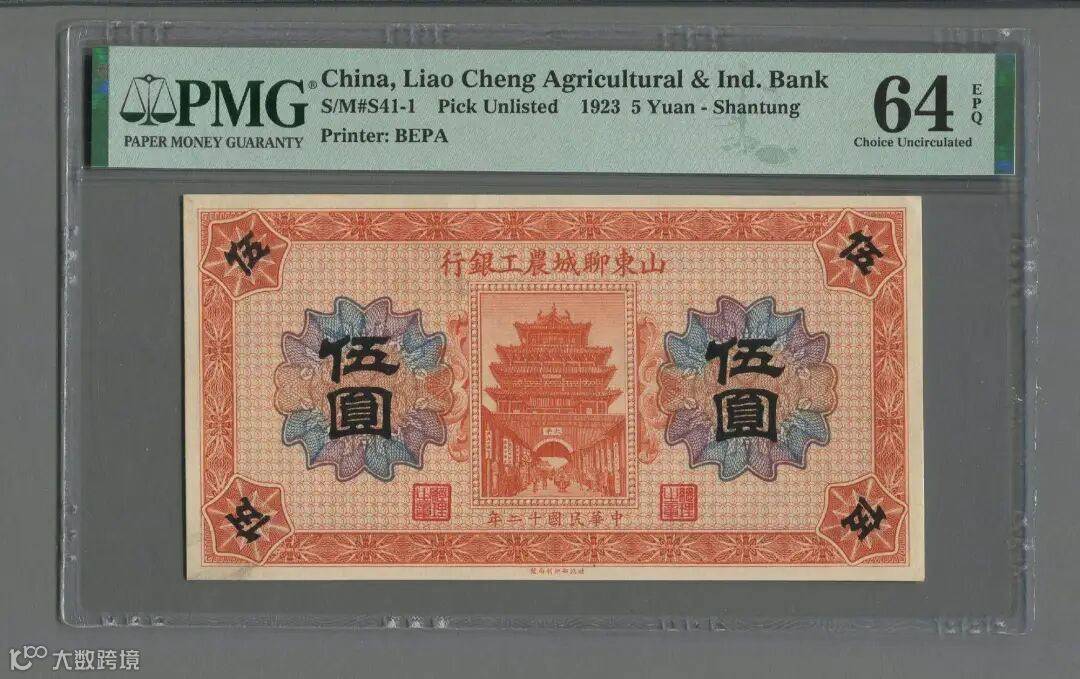 PMG®
PAPER MONEY GUARANTY
China, Liao Cheng Agricultural & Ind. Bank
S/M#S41-1 Pick Unlisted 1923 5 Yuan - Shantung
Printer: BEPA
64
EPQ
Choice Uncirculated
伍
伍
行銀工農城聊東山
伍圓
伍圓
年二十國民華中
伍
伍
大数跨境